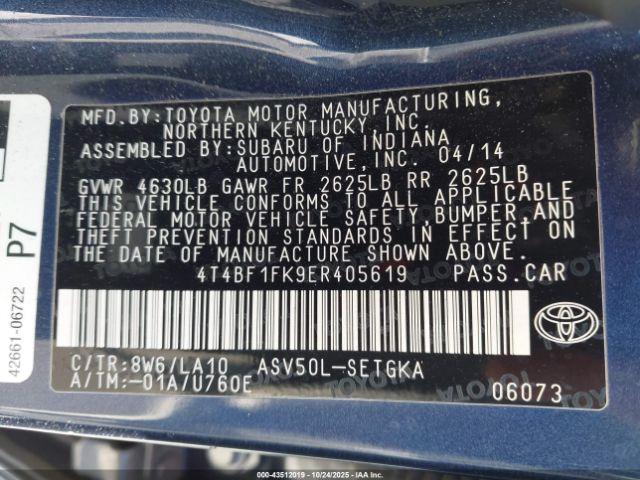 MFD.BY:TOYOTA MOTOR MANUFACTURING,
NORTHERN KENTUCKY,INC.
ASSEMBLED BY:SUBARU OF INDIANA
AUTOMOTIVE,INC. 04/14
GVWR 4630LB GAWR FR 2625LB RR 2625LB
THIS VEHICLE CONFORMS TO ALL APPLICABLE
FEDERAL MOTOR VEHICLE SAFETY,BUMPER,AND
THEFT PREVENTION STANDARDS IN EFFECT ON
THE DATE OF MANUFACTURE SHOWN ABOVE.
4T4BF1FK9ER405619 PASS.CAR
C/TR:8W6/LA10 ASV50L-SETGKA
A/TM:-01A/U760E
06073
42661-06722
P7
000-43512019 - 10/24/2025 - IAAI.COM